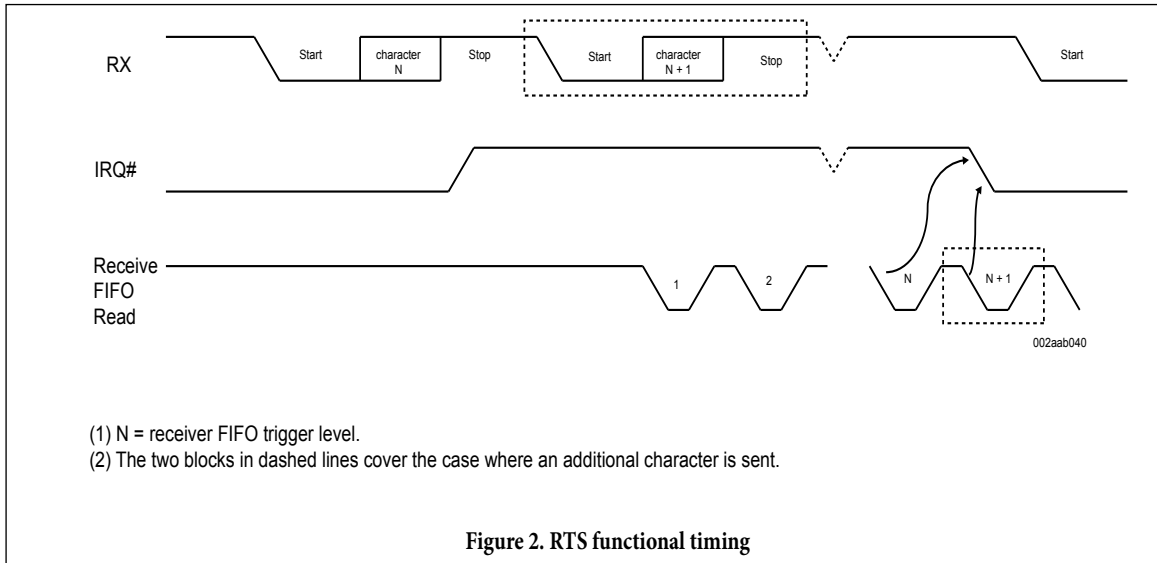 RX
Start
character
N
Stop
Start
character
N + 1
Stop
Start
IRQ#
Receive
FIFO
Read
1
2
N
N + 1
002aab040
(1) N = receiver FIFO trigger level.
(2) The two blocks in dashed lines cover the case where an additional character is sent.
Figure 2. RTS functional timing